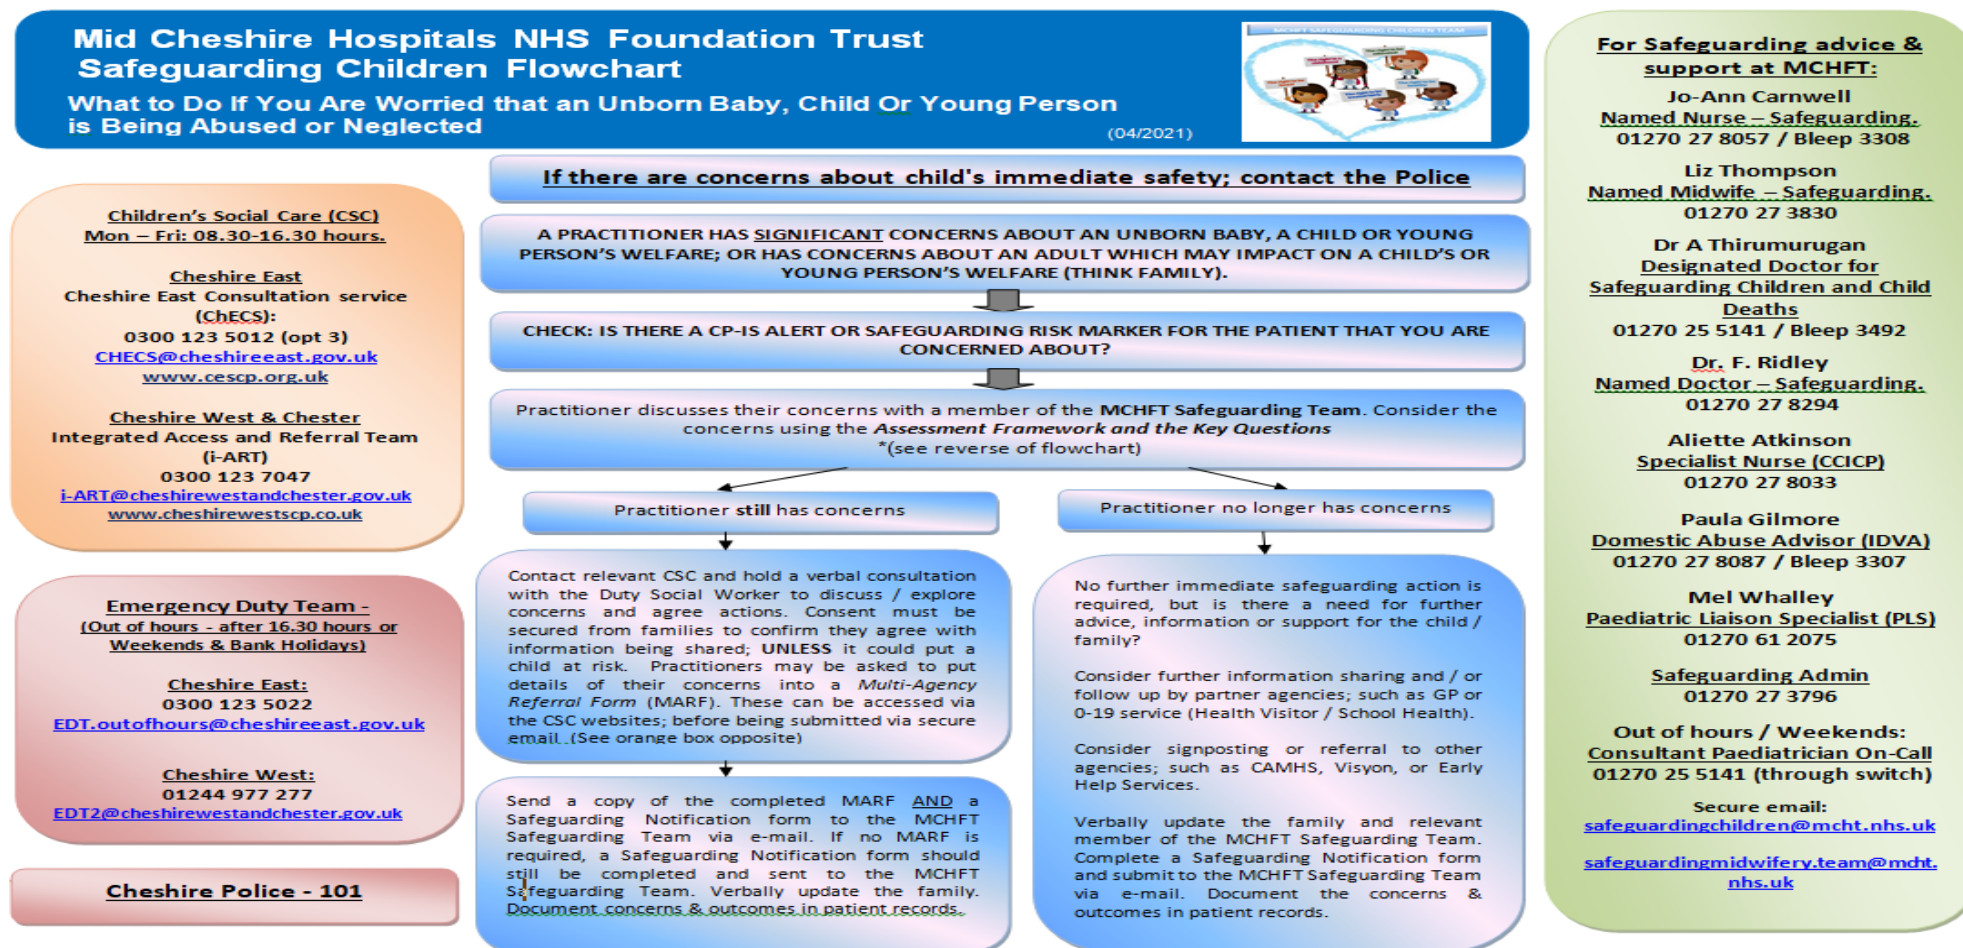 Mid Cheshire Hospitals NHS Foundation Trust
Safeguarding Children Flowchart
What to Do If You Are Worried that an Unborn Baby, Child Or Young Person
is Being Abused or Neglected
(04/2021)
MCHFT SAFEGUARDING CHILDREN TEAM
Children's Social Care (CSC)
Mon – Fri: 08.30-16.30 hours.
Cheshire East
Cheshire East Consultation service
(ChECS):
0300 123 5012 (opt 3)
CHECS@cheshireeast.gov.uk
www.cescp.org.uk
Cheshire West & Chester
Integrated Access and Referral Team
(i-ART)
0300 123 7047
i-ART@cheshirewestandchester.gov.uk
www.cheshirewestscp.co.uk
Emergency Duty Team -
(Out of hours - after 16.30 hours or
Weekends & Bank Holidays)
Cheshire East:
0300 123 5022
EDT.outofhours@cheshireeast.gov.uk
Cheshire West:
01244 977 277
EDT2@cheshirewestandchester.gov.uk
Cheshire Police - 101
If there are concerns about child's immediate safety; contact the Police
A PRACTITIONER HAS SIGNIFICANT CONCERNS ABOUT AN UNBORN BABY, A CHILD OR YOUNG
PERSON'S WELFARE; OR HAS CONCERNS ABOUT AN ADULT WHICH MAY IMPACT ON A CHILD'S OR
YOUNG PERSON'S WELFARE (THINK FAMILY).
CHECK: IS THERE A CP-IS ALERT OR SAFEGUARDING RISK MARKER FOR THE PATIENT THAT YOU ARE
CONCERNED ABOUT?
Practitioner discusses their concerns with a member of the MCHFT Safeguarding Team. Consider the
concerns using the Assessment Framework and the Key Questions
*(see reverse of flowchart)
Practitioner still has concerns
Contact relevant CSC and hold a verbal consultation
with the Duty Social Worker to discuss / explore
concerns and agree actions. Consent must be
secured from families to confirm they agree with
information being shared; UNLESS it could put a
child at risk. Practitioners may be asked to put
details of their concerns into a Multi-Agency
Referral Form (MARF). These can be accessed via
the CSC websites; before being submitted via secure
email. (See orange box opposite)
Send a copy of the completed MARF AND a
Safeguarding Notification form to the MCHFT
Safeguarding Team via e-mail. If no MARF is
required, a Safeguarding Notification form should
still be completed and sent to the MCHFT
Safeguarding Team. Verbally update the family.
Document concerns & outcomes in patient records.
Practitioner no longer has concerns
No further immediate safeguarding action is
required, but is there a need for further
advice, information or support for the child /
family?
Consider further information sharing and / or
follow up by partner agencies; such as GP or
0-19 service (Health Visitor / School Health).
Consider signposting or referral to other
agencies; such as CAMHS, Visyon, or Early
Help Services.
Verbally update the family and relevant
member of the MCHFT Safeguarding Team.
Complete a Safeguarding Notification form
and submit to the MCHFT Safeguarding Team
via e-mail. Document the concerns &
outcomes in patient records.
For Safeguarding advice &
support at MCHFT:
Jo-Ann Carnwell
Named Nurse – Safeguarding.
01270 27 8057 / Bleep 3308
Liz Thompson
Named Midwife – Safeguarding.
01270 27 3830
Dr A Thirumurugan
Designated Doctor for
Safeguarding Children and Child
Deaths
01270 25 5141 / Bleep 3492
Dr. F. Ridley
Named Doctor – Safeguarding.
01270 27 8294
Aliette Atkinson
Specialist Nurse (CCICP)
01270 27 8033
Paula Gilmore
Domestic Abuse Advisor (IDVA)
01270 27 8087 / Bleep 3307
Mel Whalley
Paediatric Liaison Specialist (PLS)
01270 61 2075
Safeguarding Admin
01270 27 3796
Out of hours / Weekends:
Consultant Paediatrician On-Call
01270 25 5141 (through switch)
Secure email:
safeguardingchildren@mcht.nhs.uk
safeguardingmidwifery.team@mcht.
nhs.uk